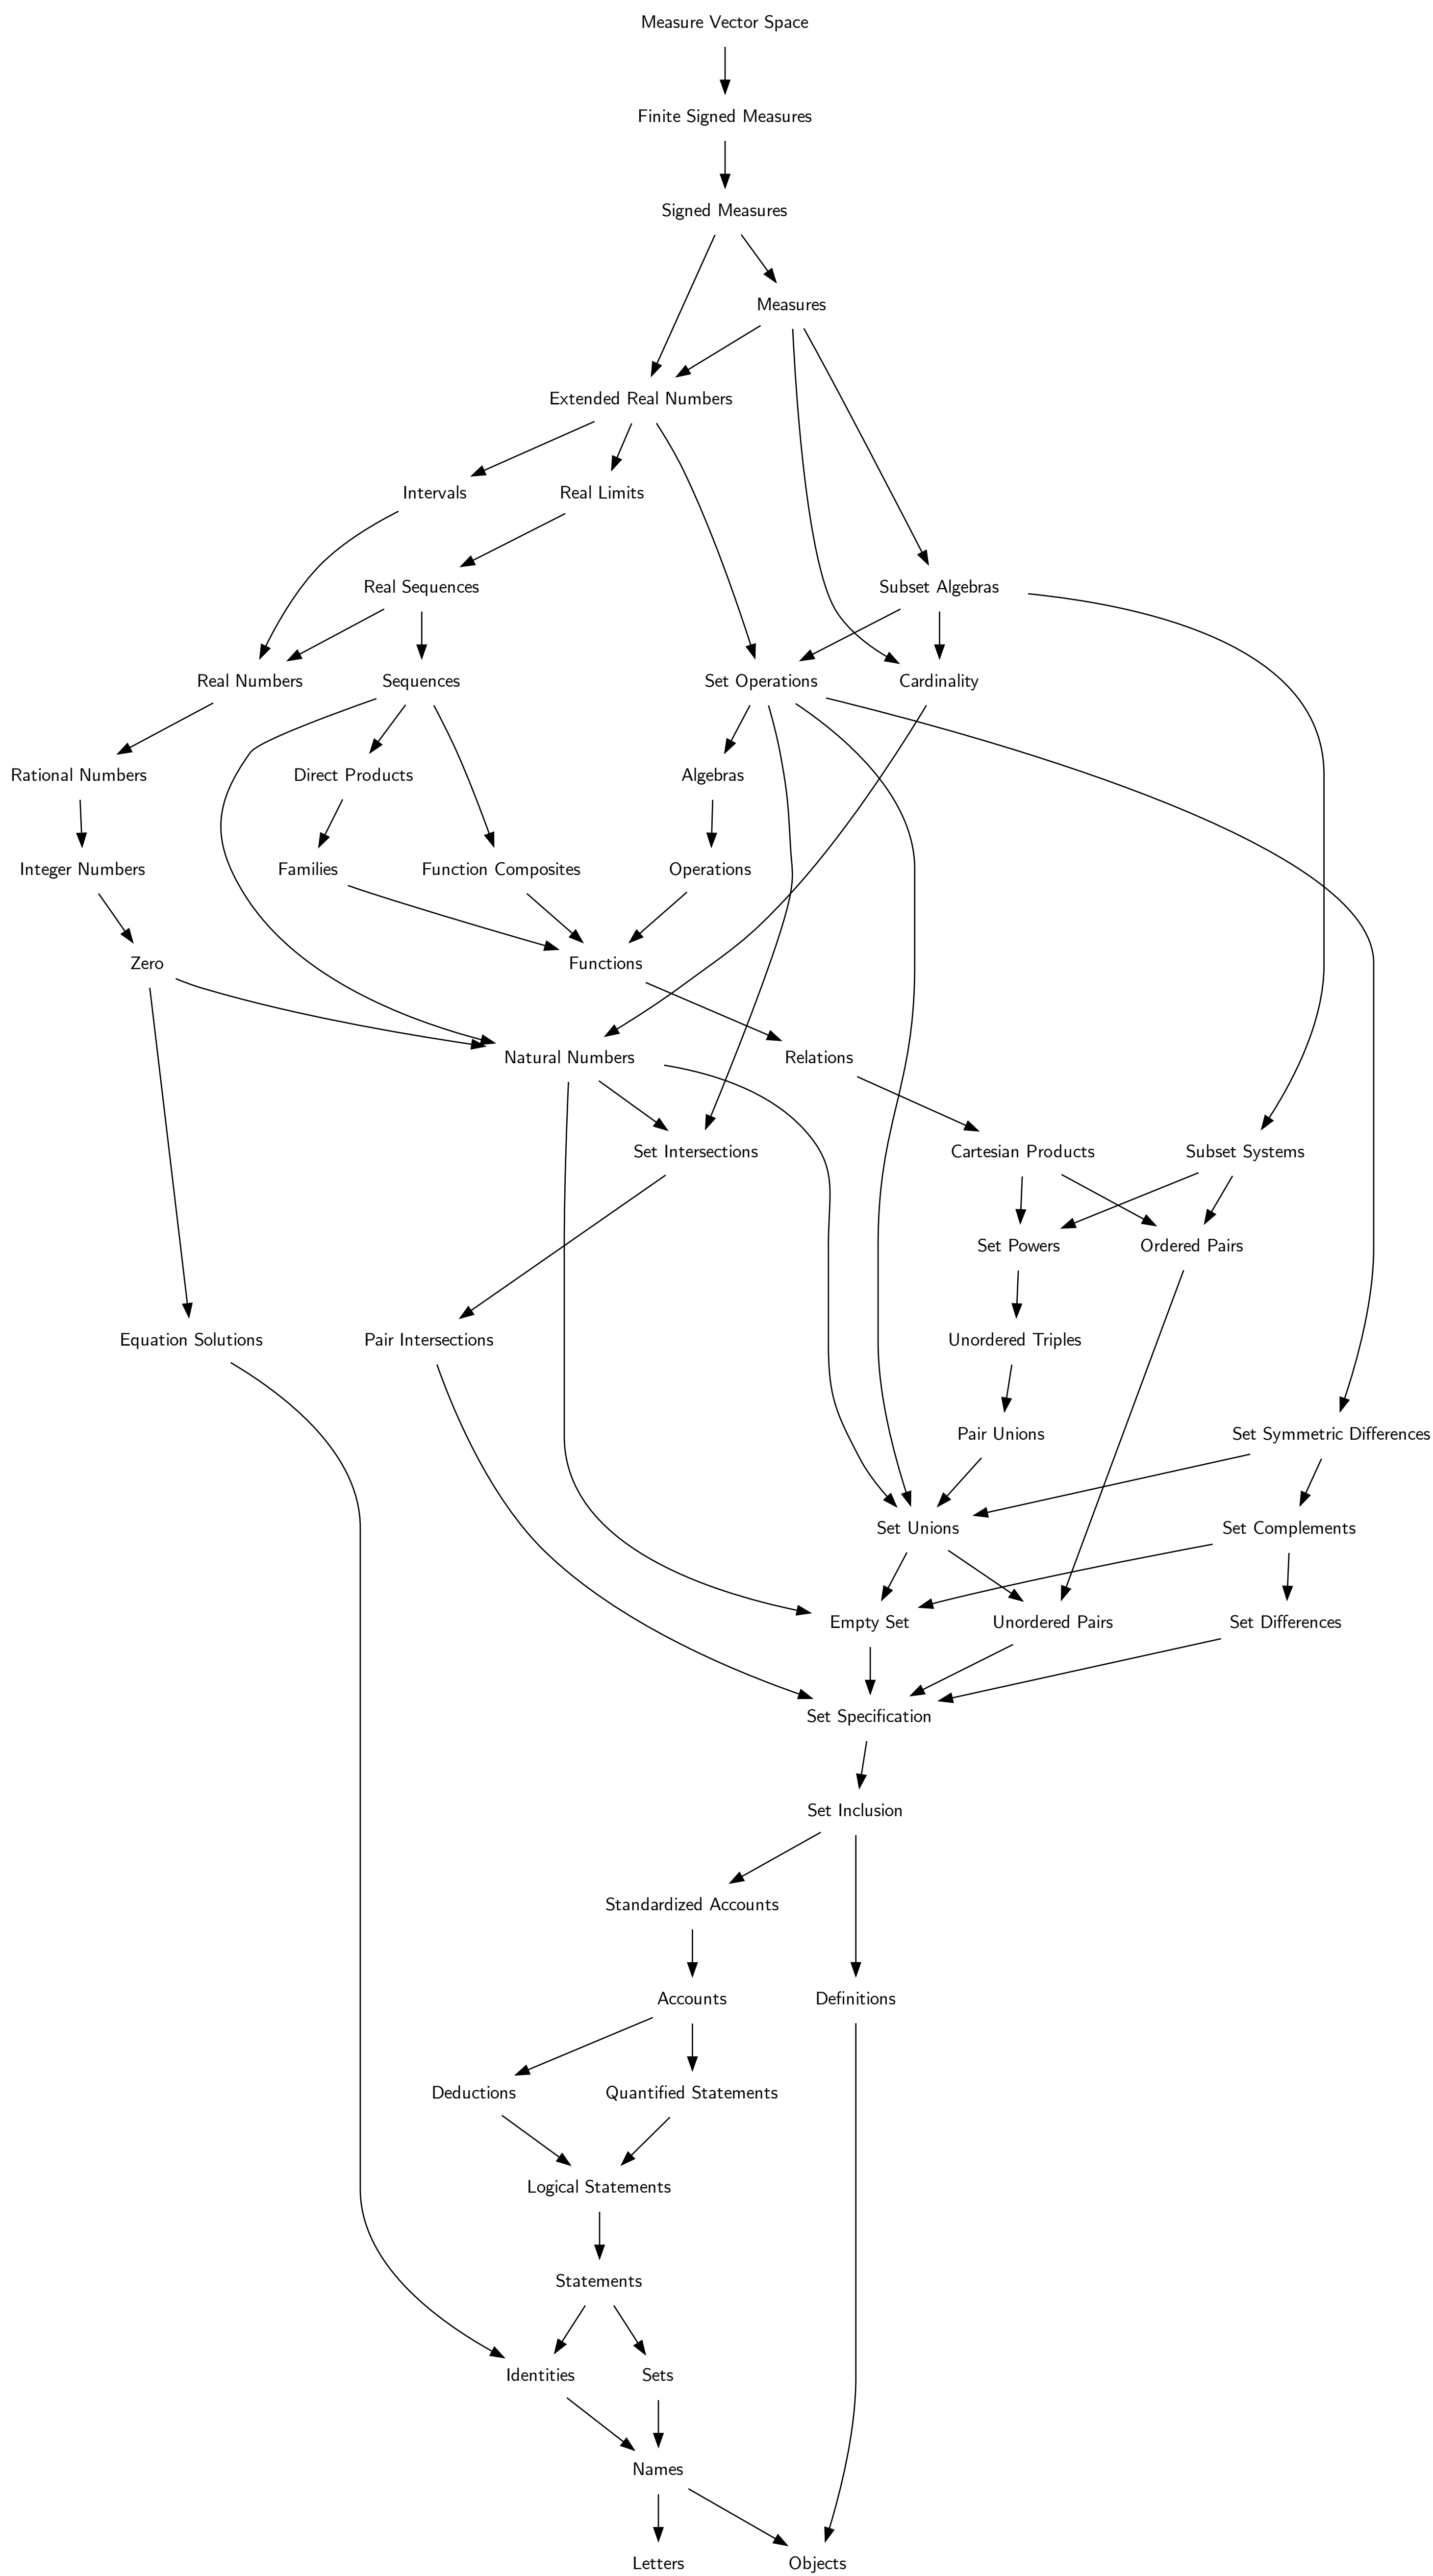 Measure Vector Space
Finite Signed Measures
Signed Measures
Measures
Extended Real Numbers
Intervals
Real Limits
Real Sequences
Subset Algebras
Real Numbers
Sequences
Set Operations
Cardinality
Rational Numbers
Direct Products
Algebras
Integer Numbers
Families
Function Composites
Operations
Zero
Functions
Natural Numbers
Relations
Set Intersections
Cartesian Products
Subset Systems
Set Powers
Ordered Pairs
Equation Solutions
Pair Intersections
Unordered Triples
Pair Unions
Set Symmetric Differences
Set Unions
Set Complements
Empty Set
Unordered Pairs
Set Differences
Set Specification
Set Inclusion
Standardized Accounts
Accounts
Definitions
Deductions
Quantified Statements
Logical Statements
Statements
Identities
Sets
Names
Letters
Objects